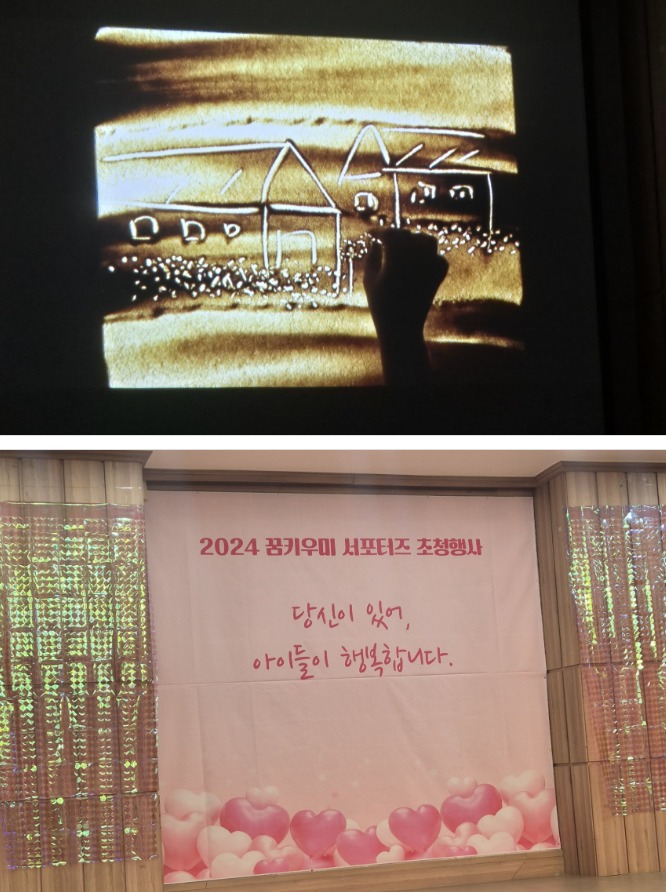 2024 꿈키우미 서포터즈 초청행사
당신이 있어,
아이들이 행복합니다.